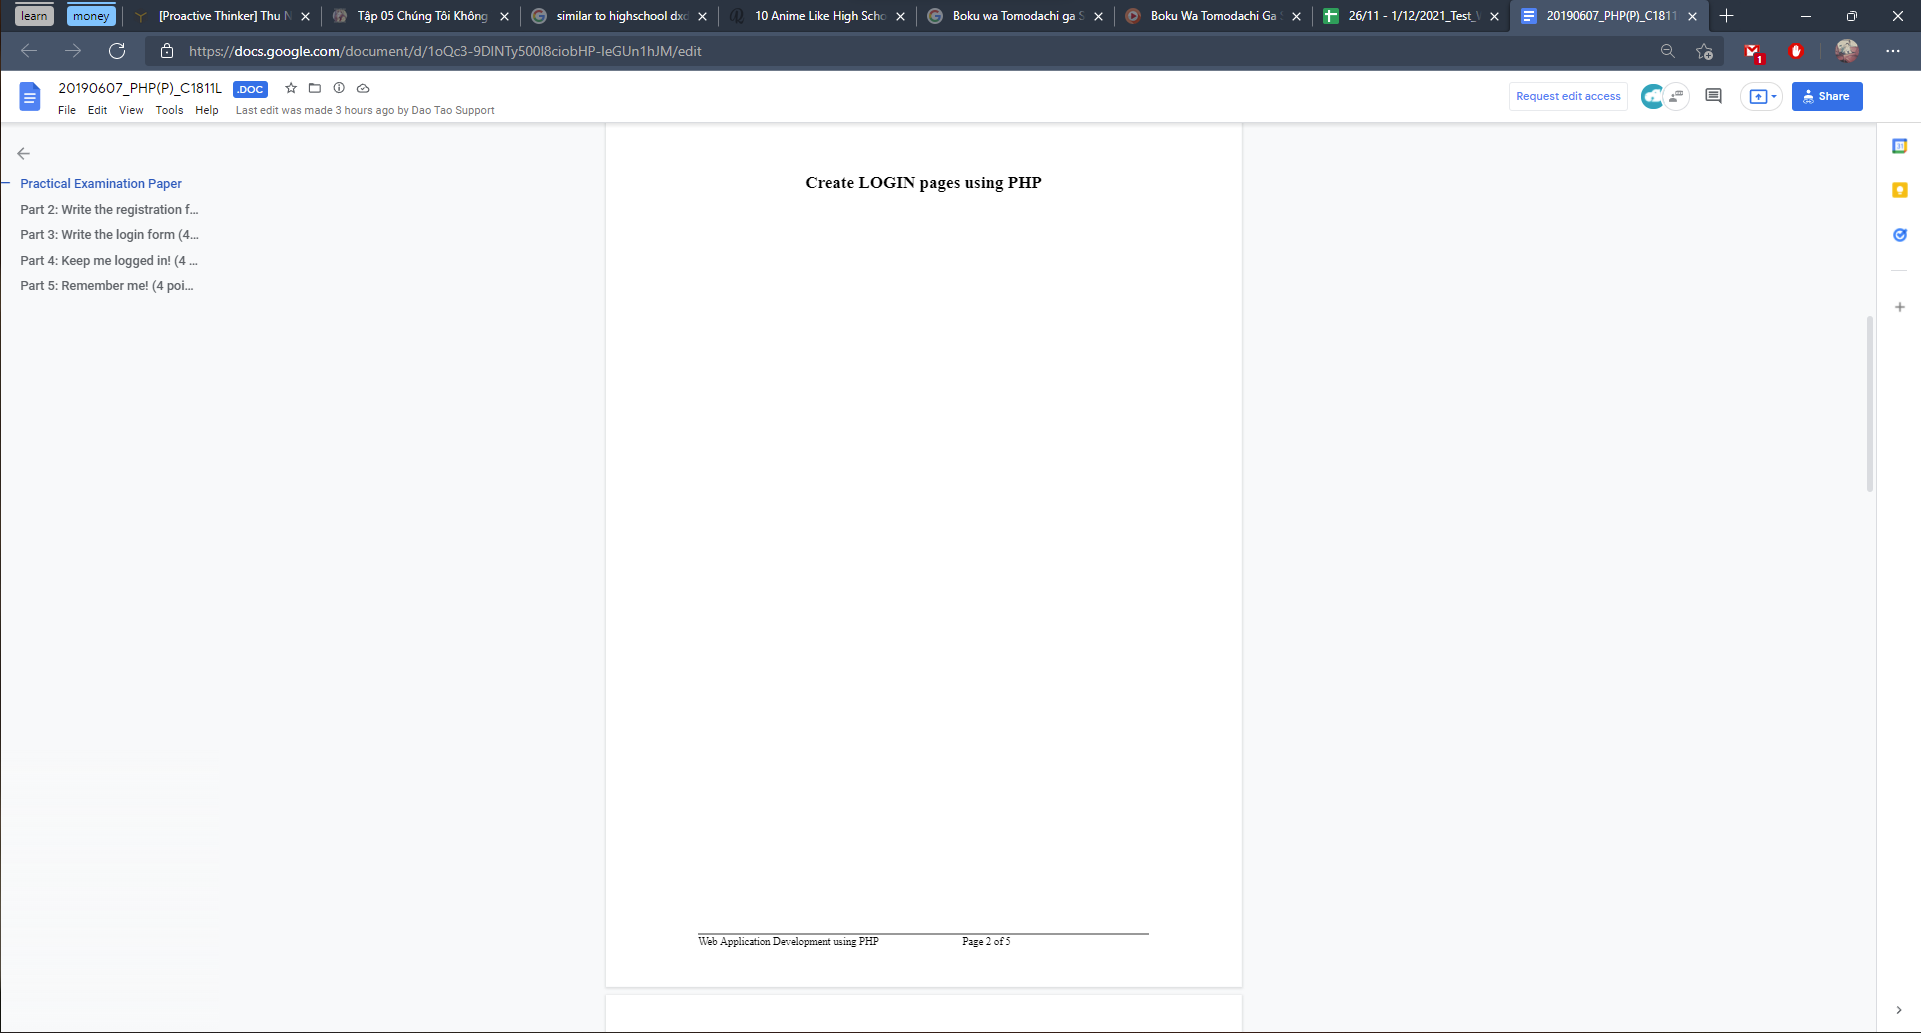 learn
money
[Proactive Thinker] Thu N
Tập 05 Chúng Tôi Không
similar to highschool dxd
10 Anime Like High Scho
Boku wa Tomodachi ga S
Boku Wa Tomodachi Ga
26/11 - 1/12/2021_Test_
20190607_PHP(P)_C1811
https://docs.google.com/document/d/1oQc3-9DlNTy500l8ciobHP-leGUn1hJM/edit
1
20190607_PHP(P)_C1811L
.DOC
File Edit View Tools Help Last edit was made 3 hours ago by Dao Tao Support
Request edit access
Share
Practical Examination Paper
Part 2: Write the registration f...
Part 3: Write the login form (4...
Part 4: Keep me logged in! (4 ...
Part 5: Remember me! (4 poi...
Create LOGIN pages using PHP
Web Application Development using PHP Page 2 of 5
31